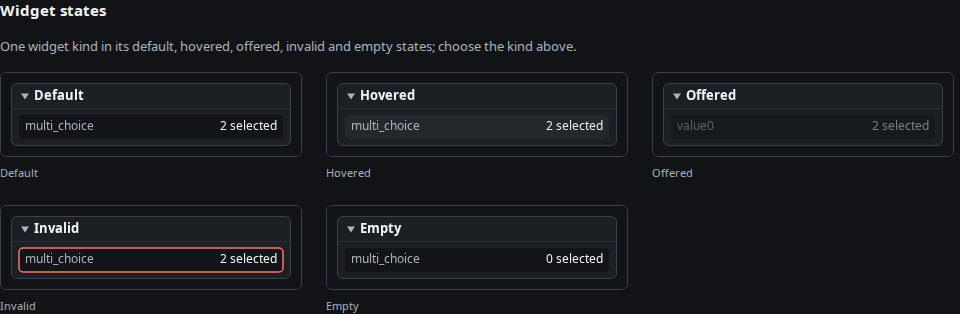 Widget states
One widget kind in its default, hovered, offered, invalid and empty states; choose the kind above.
Default
multi_choice 2 selected
Default
Hovered
multi_choice 2 selected
Hovered
Offered
value0 2 selected
Offered
Invalid
multi_choice 2 selected
Invalid
Empty
multi_choice 0 selected
Empty